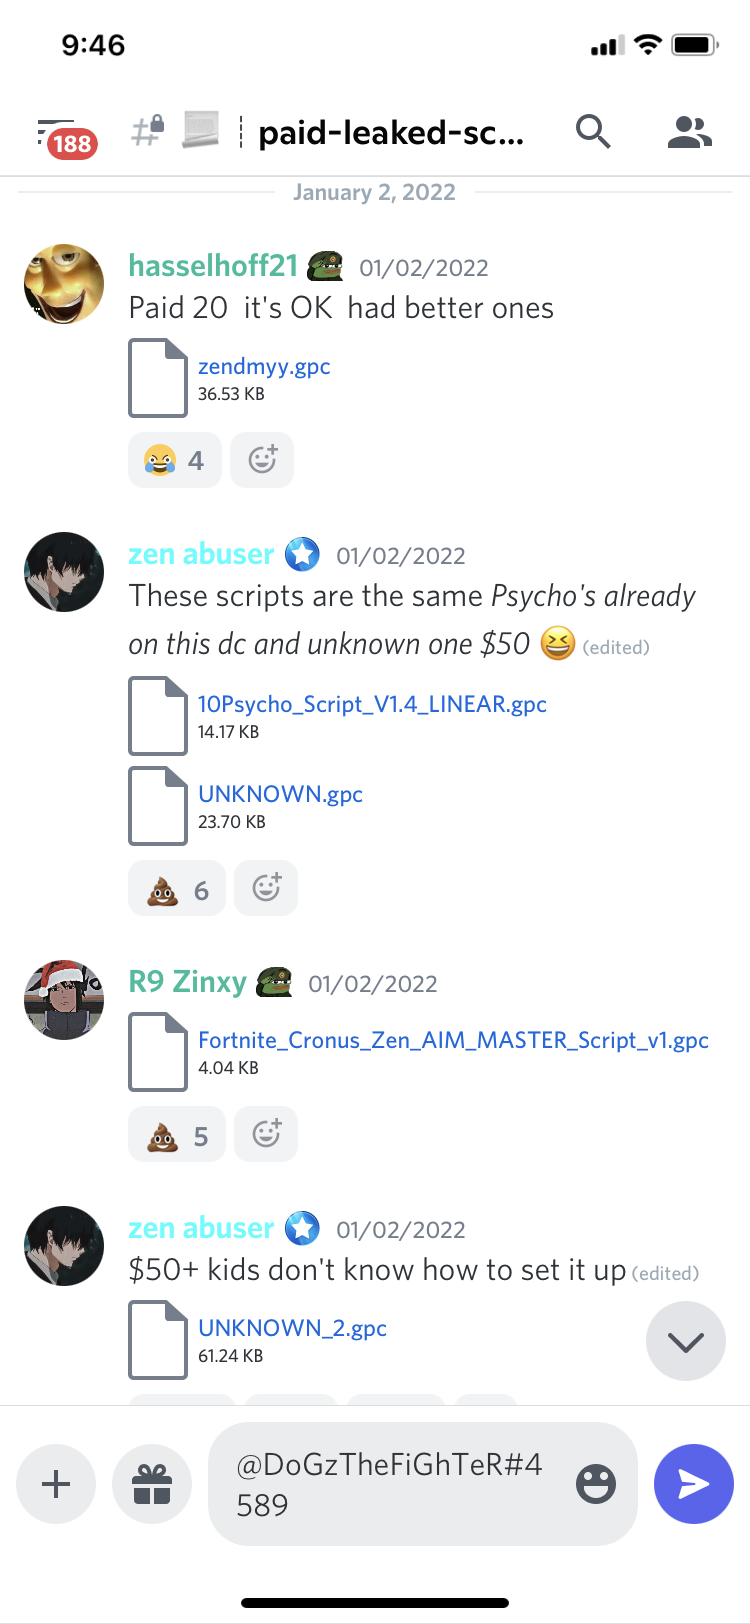 9:46
188
paid-leaked-sc...
January 2, 2022
hasselhoff21 01/02/2022
Paid 20 it's OK had better ones
zendmyy.gpc
36.53 KB
4
zen abuser 01/02/2022
These scripts are the same Psycho's already
on this dc and unknown one $50 (edited)
10Psycho_Script_V1.4_LINEAR.gpc
14.17 KB
UNKNOWN.gpc
23.70 KB
6
R9 Zinxy 01/02/2022
Fortnite_Cronus_Zen_AIM_MASTER_Script_v1.gpc
4.04 KB
5
zen abuser 01/02/2022
$50+ kids don't know how to set it up (edited)
UNKNOWN_2.gpc
61.24 KB
@DoGzTheFiGhTeR#4
589